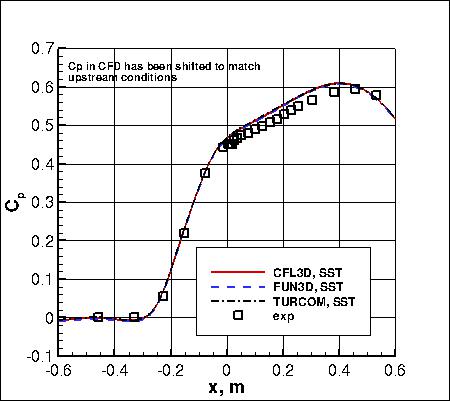 0.7
Cp in CFD has been shifted to match
upstream conditions
0.6
0.5
0.4
0.3
0.2
0.1
0
-0.1
Cp
CFL3D, SST
FUN3D, SST
TURCOM, SST
exp
-0.6 -0.4 -0.2 0 0.2 0.4 0.6
x, m